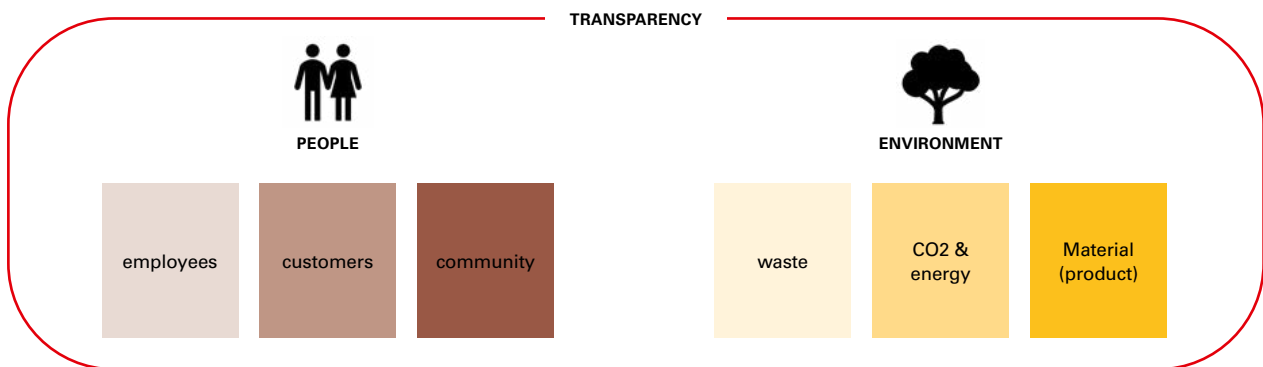 TRANSPARENCY
PEOPLE
ENVIRONMENT
employees
customers
community
waste
CO2 &
energy
Material
(product)